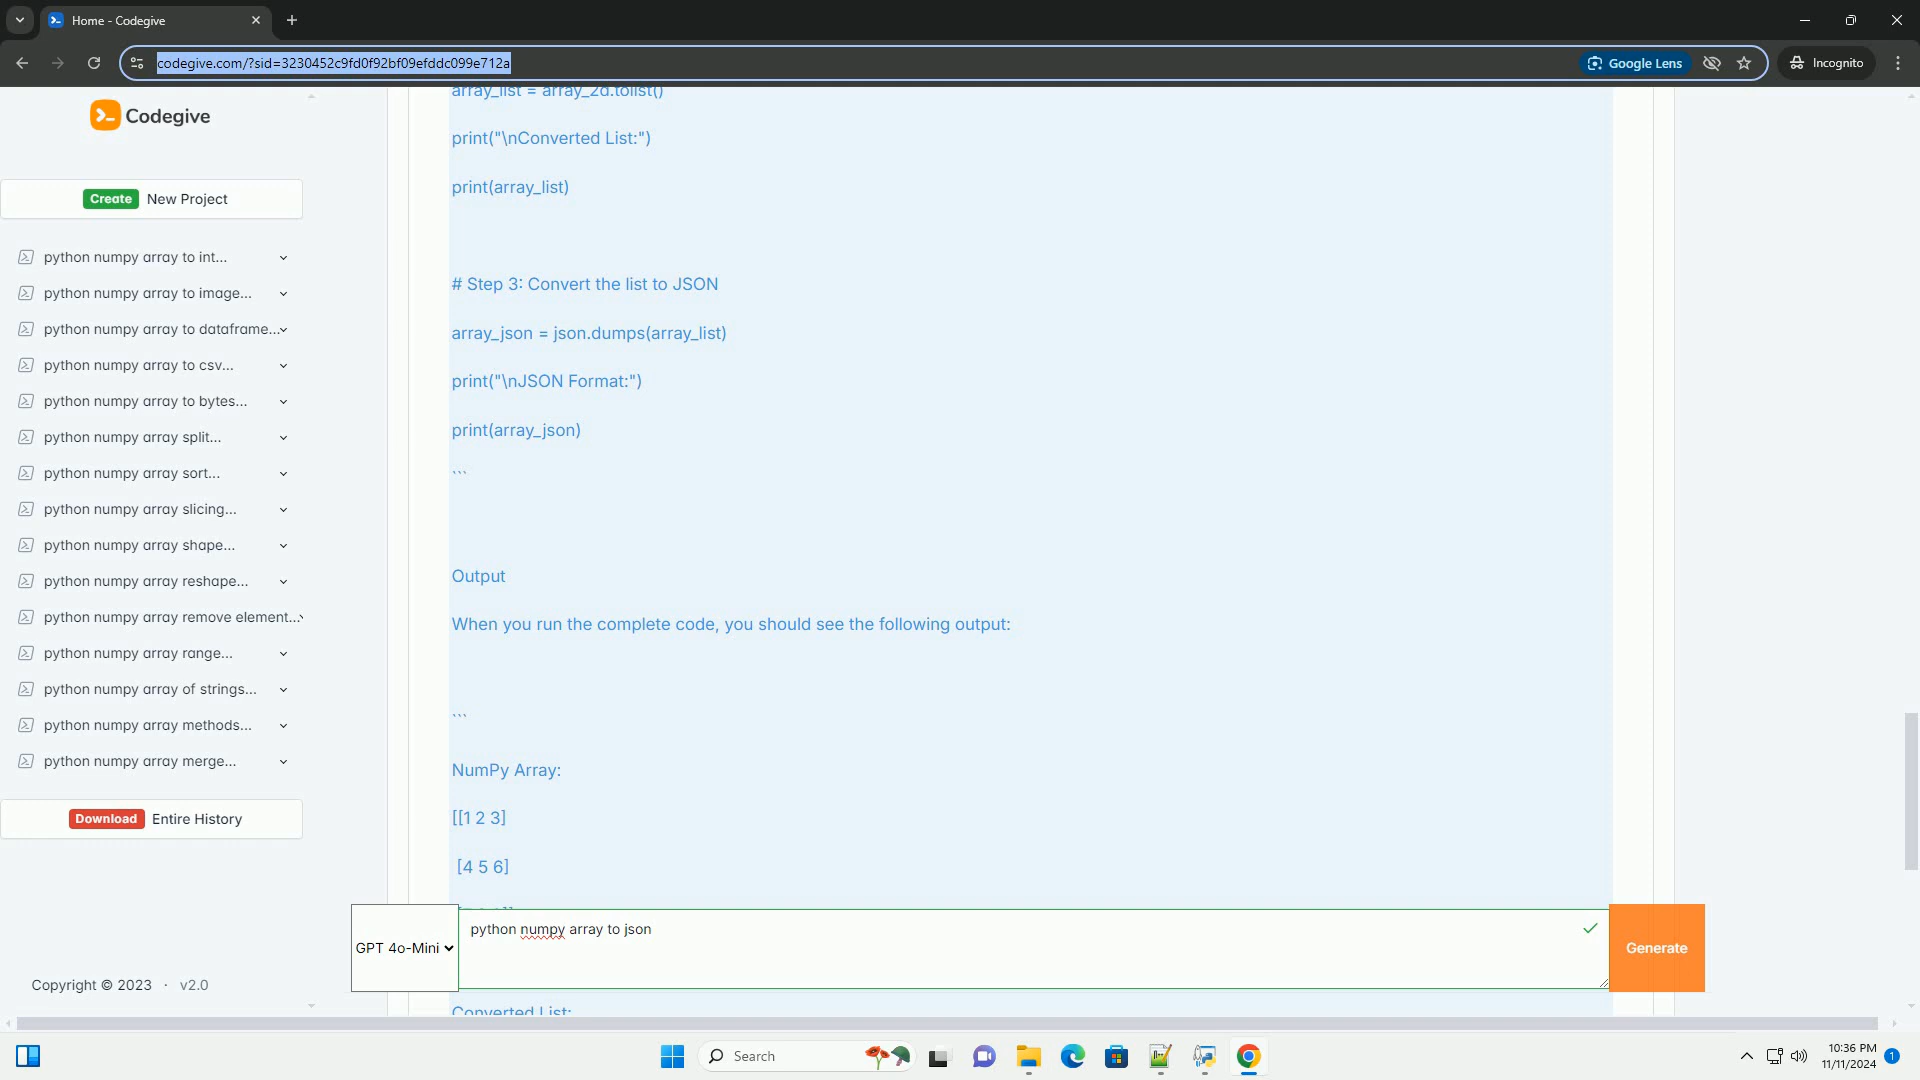 Home - Codegive
codegive.com/?sid=3230452c9fd0f92bf09efddc099e712a
Google Lens
Incognito
Codegive
Create New Project
python numpy array to int...
python numpy array to image...
python numpy array to dataframe...
python numpy array to csv...
python numpy array to bytes...
python numpy array split...
python numpy array sort...
python numpy array slicing...
python numpy array shape...
python numpy array reshape...
python numpy array remove element...
python numpy array range...
python numpy array of strings...
python numpy array methods...
python numpy array merge...
Download Entire History
Copyright © 2023 · v2.0
array_list = array_2d.tolist()
print("\nConverted List:")
print(array_list)
# Step 3: Convert the list to JSON
array_json = json.dumps(array_list)
print("\nJSON Format:")
print(array_json)
```
Output
When you run the complete code, you should see the following output:
```
NumPy Array:
[[1 2 3]
[4 5 6]
GPT 4o-Mini
python numpy array to json
Generate
Converted List:
Search
10:36 PM
11/11/2024
1